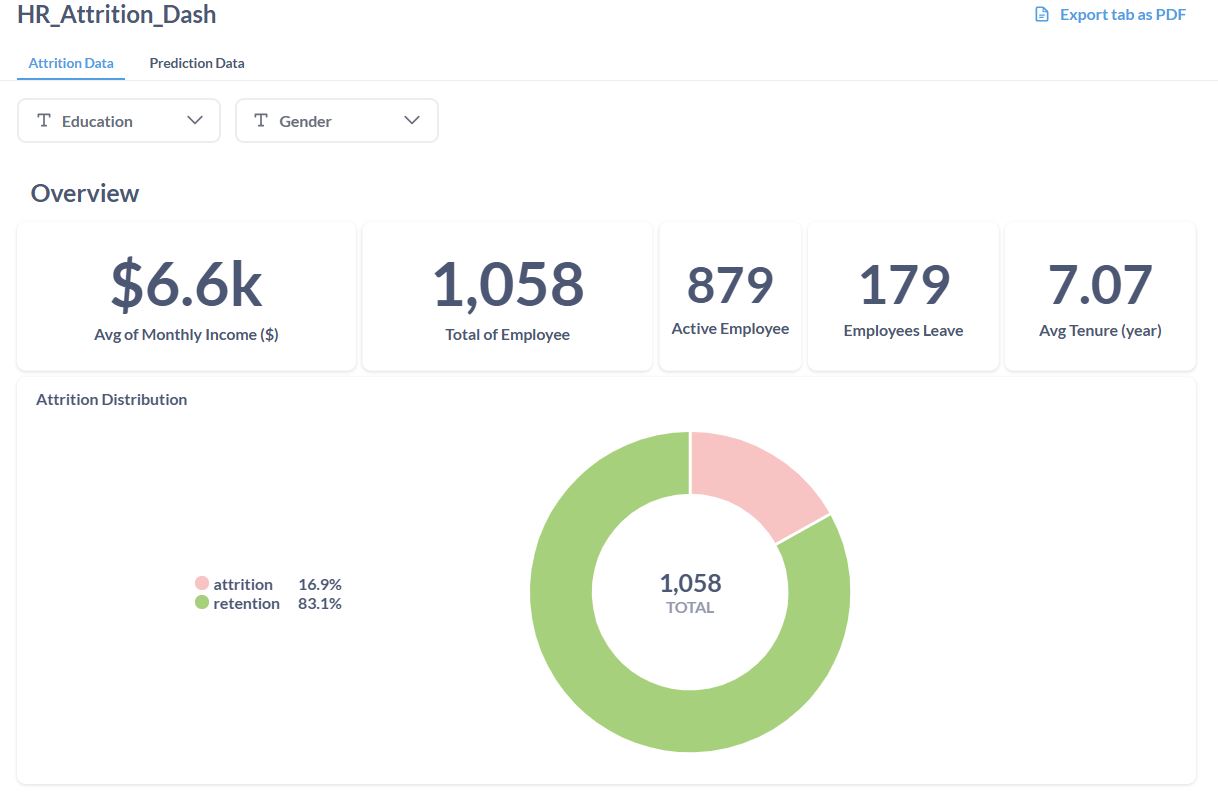 HR_Attrition_Dash
Export tab as PDF
Attrition Data
Prediction Data
Education
Gender
Overview
$6.6k
Avg of Monthly Income ($)
1,058
Total of Employee
879
Active Employee
179
Employees Leave
7.07
Avg Tenure (year)
Attrition Distribution
attrition 16.9%
retention 83.1%
1,058
TOTAL